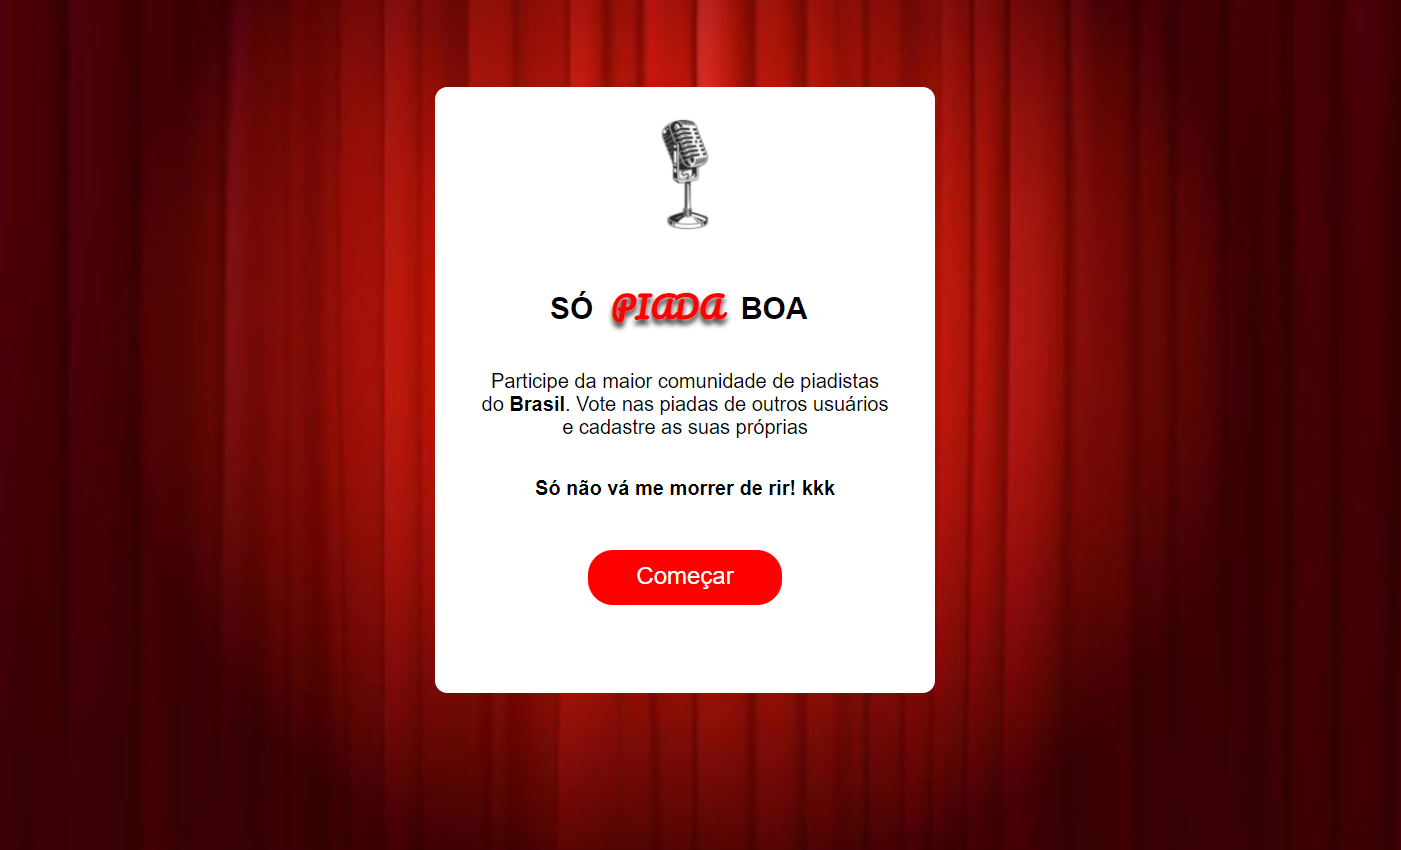 SÓ PIADA BOA
Participe da maior comunidade de piadistas
do Brasil. Vote nas piadas de outros usuários
e cadastre as suas próprias
Só não vá me morrer de rir! kkk
Começar